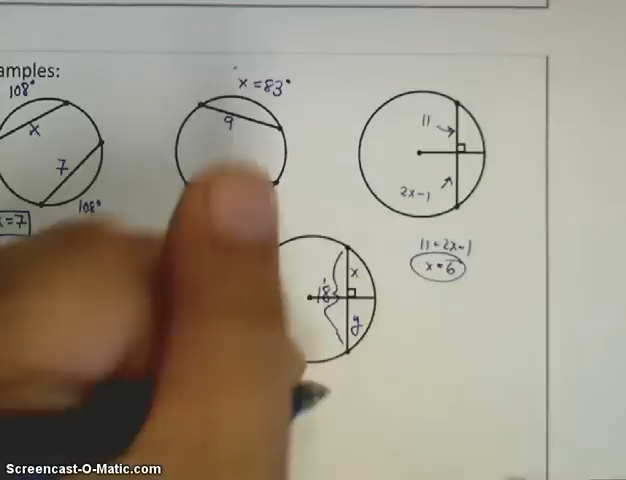 amples:
108°
x
7
108°
x=7
x=83°
9
11
2x-1
11=2x-1
x=6
18
x
y
Screencast-O-Matic.com